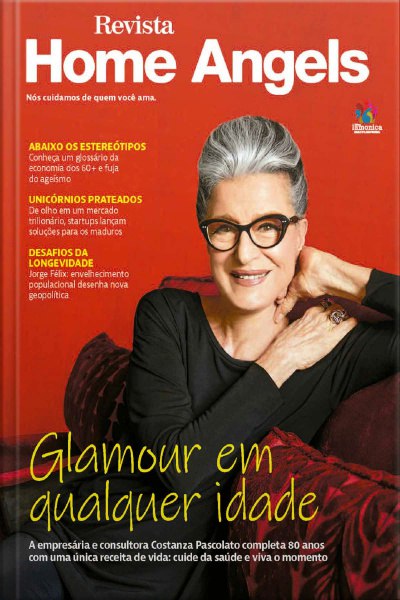 Revista
Home Angels
Nós cuidamos de quem você ama.
ABAIXO OS ESTEREÓTIPOS
Conheça um glossário da
economia dos 60+ e fuja
do ageísmo
UNICÓRNIOS PRATEADOS
De olho em um mercado
trilionário, startups lançam
soluções para os maduros
DESAFIOS DA
LONGEVIDADE
Jorge Félix: envelhecimento
populacional desenha nova
geopolítica
Glamour em
qualquer idade
A empresária e consultora Costanza Pascolato completa 80 anos
com uma única receita de vida: cuide da saúde e viva o momento